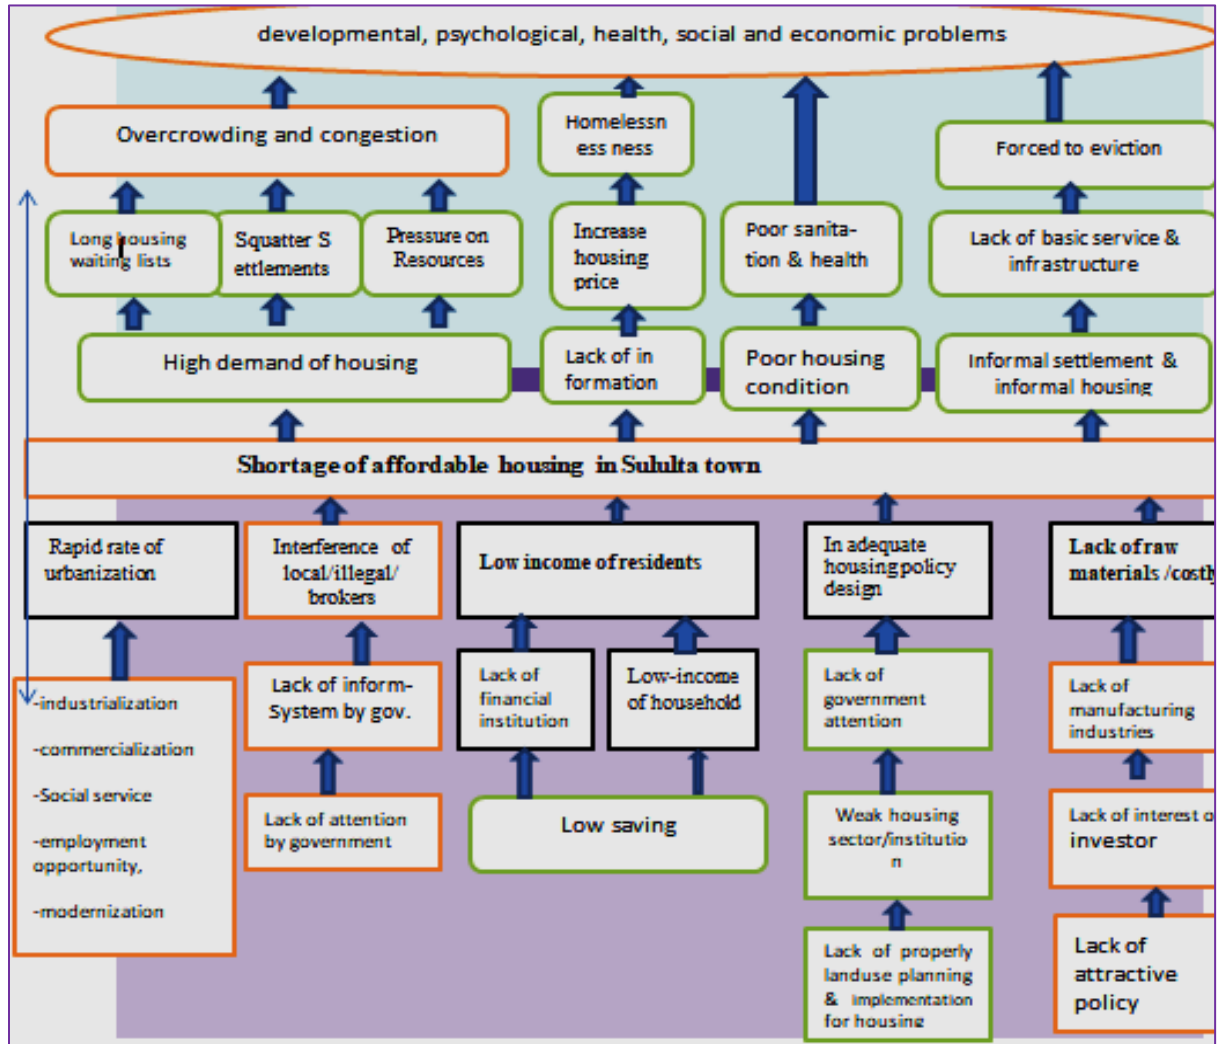 developmental, psychological, health, social and economic problems
Overcrowding and congestion
Homelessn
ess ness
Forced to eviction
Long housing
waiting lists
Squatter S
ettlements
Pressure on
Resources
Increase
housing
price
Poor sanita-
tion & health
Lack of basic service &
infrastructure
High demand of housing
Lack of in
formation
Poor housing
condition
Informal settlement &
informal housing
Shortage of affordable housing in Sululta town
Rapid rate of
urbanization
Interference of
local/illegal/
brokers
Low income of residents
In adequate
housing policy
design
Lack of raw
materials /costly
-industrialization
-commercialization
-Social service
-employment
opportunity,
-modernization
Lack of inform-
System by gov.
Lack of
financial
institution
Low-income
of household
Lack of
government
attention
Lack of
manufacturing
industries
Lack of attention
by government
Low saving
Weak housing
sector/institutio
n
Lack of interest o
investor
Lack of properly
landuse planning
& implementation
for housing
Lack of
attractive
policy